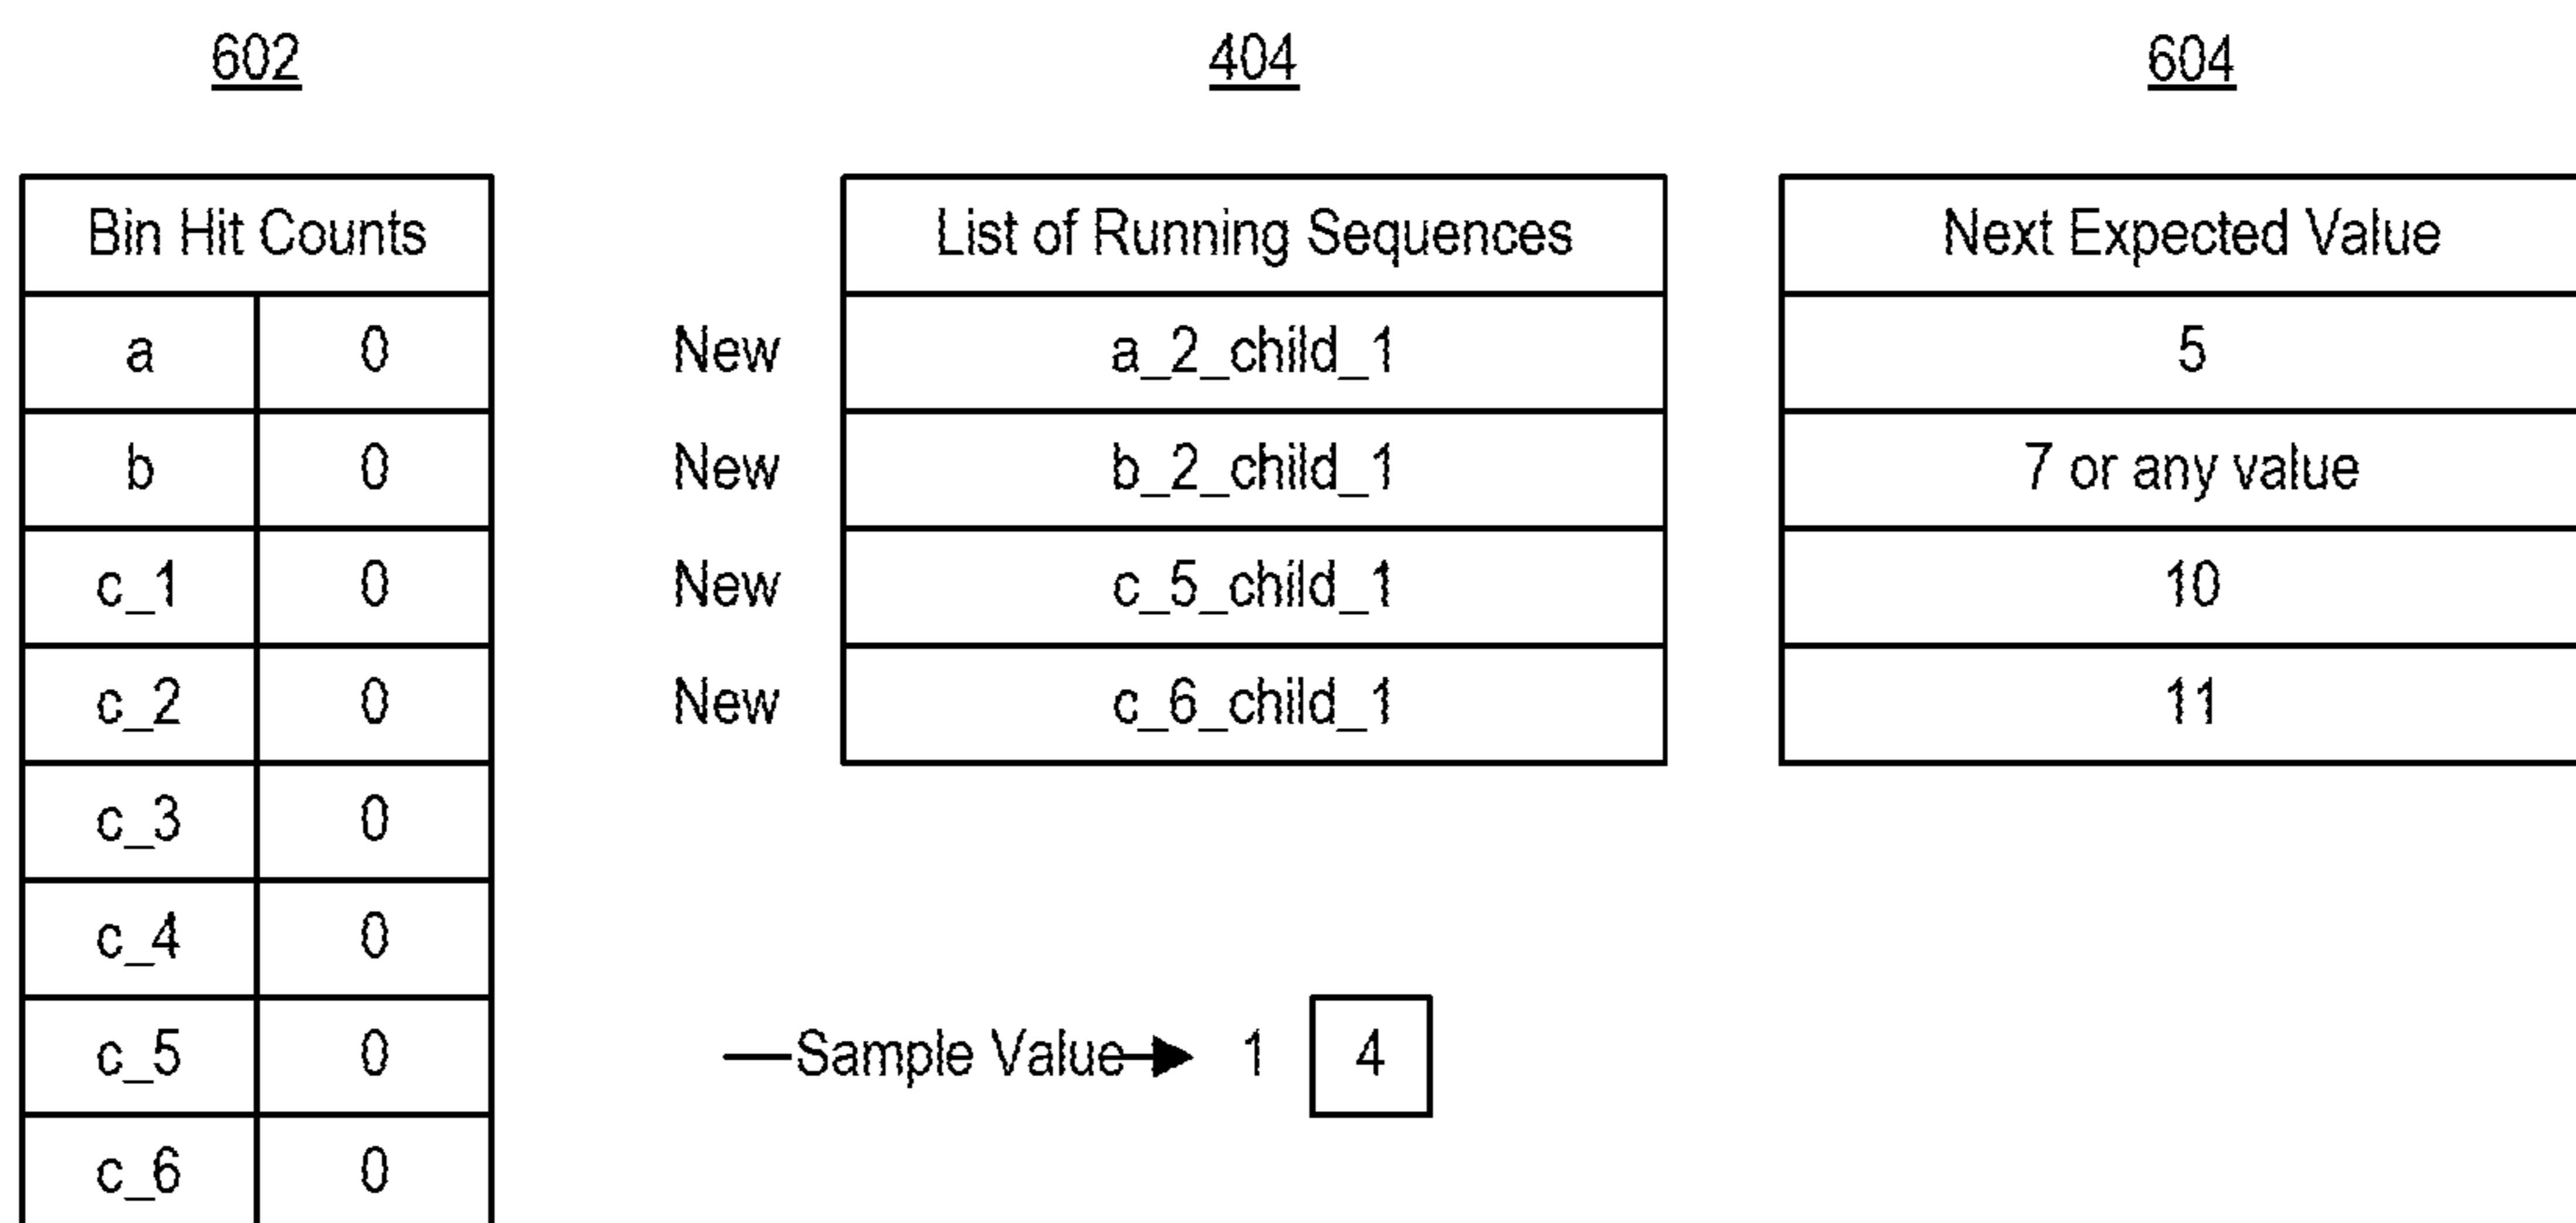 602
404
604
Bin Hit Counts
List of Running Sequences
Next Expected Value
a 0
New a_2_child_1 5
b 0
New b_2_child_1 7 or any value
c_1 0
New c_5_child_1 10
c_2 0
New c_6_child_1 11
c_3 0
c_4 0
c_5 0
Sample Value 1 4
c_6 0